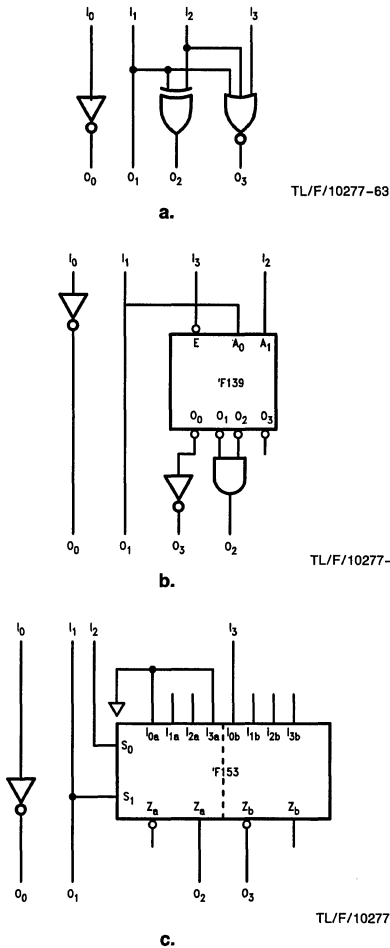 I₀ I₁ I₂ I₃
O₀ O₁ O₂ O₃
TL/F/10277–63
a.
I₀ I₁ I₃ I₂
E A₀ A₁
'F139
O₀ O₁ O₂ O₃
O₀ O₁ O₃ O₂
TL/F/10277–
b.
I₀ I₁ I₂ I₃
I₀ₐ I₁ₐ I₂ₐ I₃ₐ I₀b I₁b I₂b I₃b
S₀
'F153
S₁
Zₐ Zₐ Zb Zb
O₀ O₁ O₂ O₃
TL/F/10277
c.